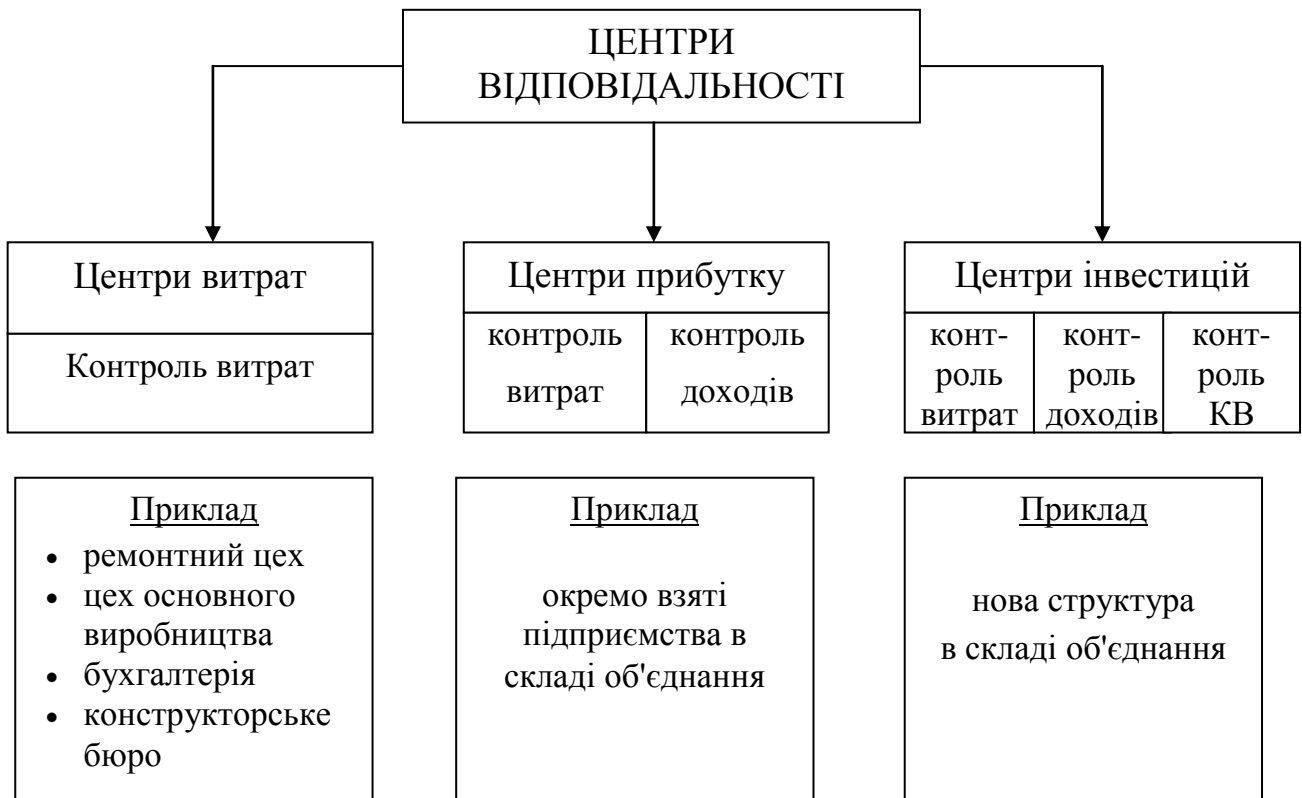 ЦЕНТРИ
ВІДПОВІДАЛЬНОСТІ
Центри витрат
Контроль витрат
Центри прибутку
контроль
витрат
контроль
доходів
Центри інвестицій
конт-
роль
витрат
конт-
роль
доходів
конт-
роль
КВ
Приклад
• ремонтний цех
• цех основного
виробництва
• бухгалтерія
• конструкторське
бюро
Приклад
окремо взяті
підприємства в
складі об'єднання
Приклад
нова структура
в складі об'єднання